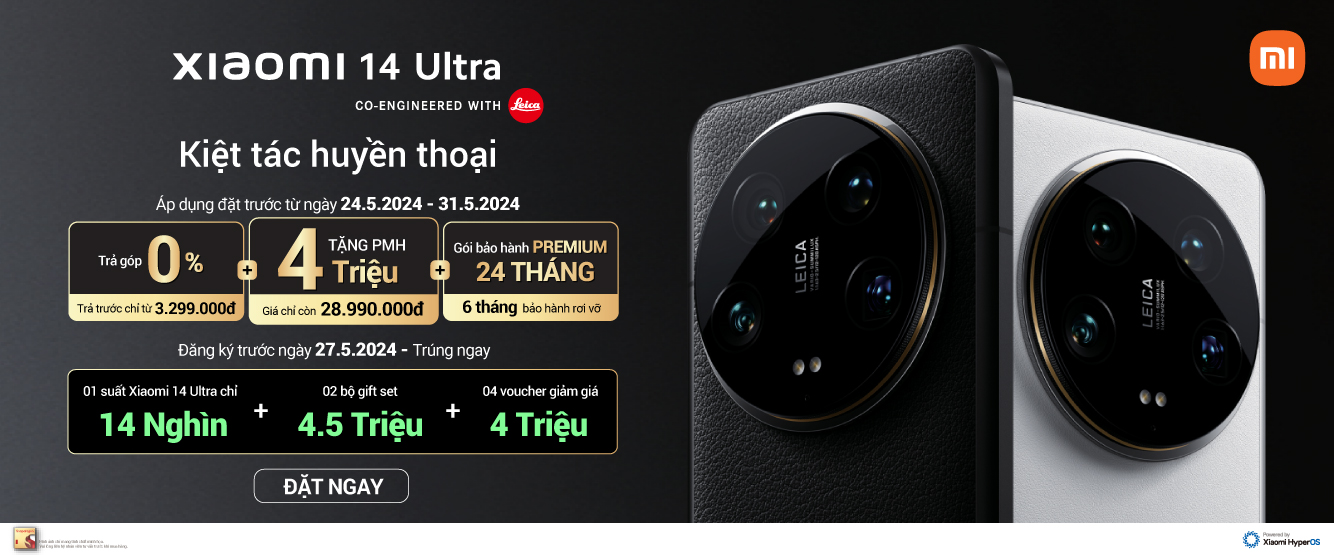 xiaomi 14 Ultra
CO-ENGINEERED WITH Leica
Kiệt tác huyền thoại
Áp dụng đặt trước từ ngày 24.5.2024 - 31.5.2024
Trả góp 0%
Trả trước chỉ từ 3.299.000đ
+
4 TẶNG PMH
Triệu
Giá chỉ còn 28.990.000đ
+
Gói bảo hành PREMIUM
24 THÁNG
6 tháng bảo hành rơi vỡ
Đăng ký trước ngày 27.5.2024 - Trúng ngay
01 suất Xiaomi 14 Ultra chỉ
14 Nghìn
+
02 bộ gift set
4.5 Triệu
+
04 voucher giảm giá
4 Triệu
ĐẶT NGAY
LEICA
LEICA
mi
Powered by
Xiaomi HyperOS